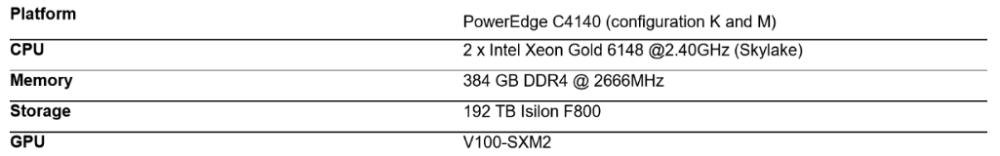 Platform PowerEdge C4140 (configuration K and M)
CPU 2 x Intel Xeon Gold 6148 @2.40GHz (Skylake)
Memory 384 GB DDR4 @ 2666MHz
Storage 192 TB Isilon F800
GPU V100-SXM2